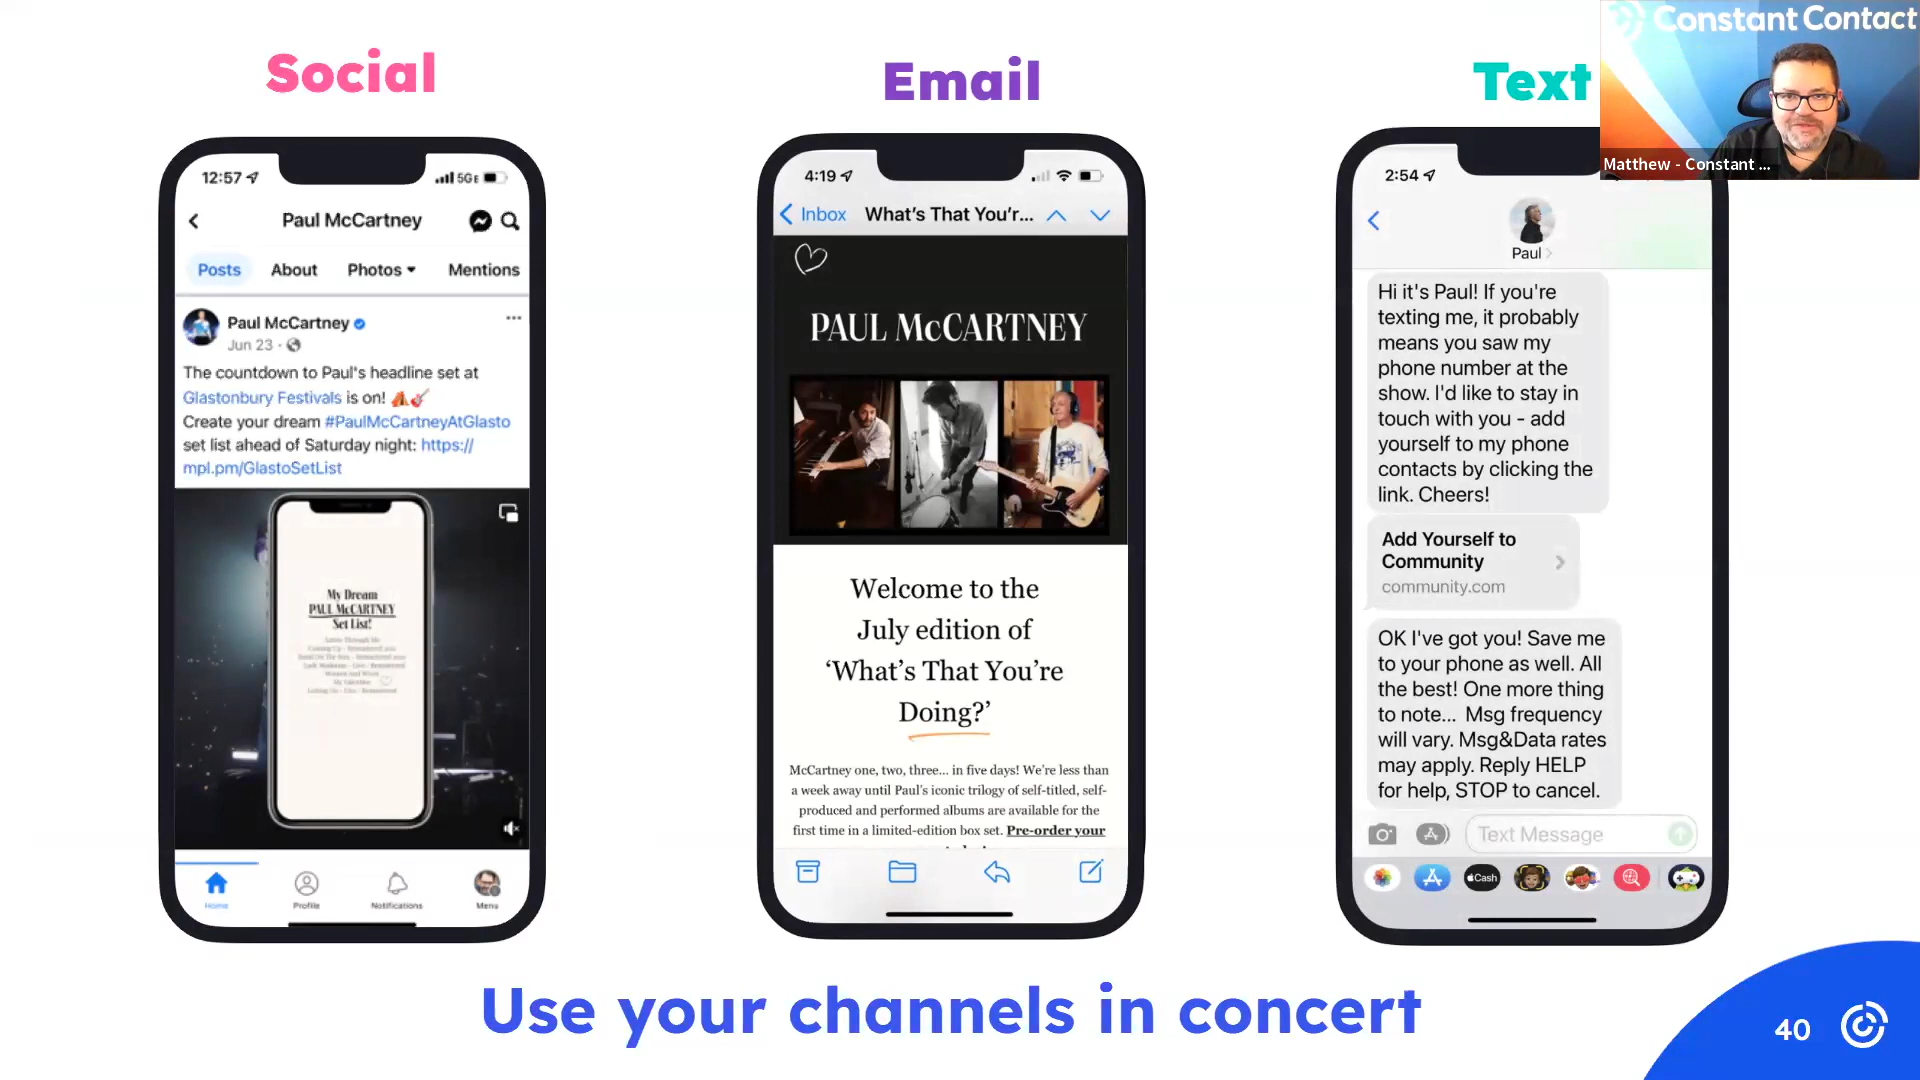 Social
Email
Text
Constant Contact
Matthew - Constant ...
12:57
5GE
Paul McCartney
Posts
About
Photos
Mentions
Paul McCartney
Jun 23 ·
The countdown to Paul's headline set at
Glastonbury Festivals is on!
Create your dream #PaulMcCartneyAtGlasto
set list ahead of Saturday night: https://
mpl.pm/GlastoSetList
My Dream
PAUL McCARTNEY
Set List!
Home
Profile
Notifications
Menu
4:19
Inbox
What's That You'r...
PAUL McCARTNEY
Welcome to the
July edition of
‘What’s That You’re
Doing?’
McCartney one, two, three... in five days! We're less than
a week away until Paul's iconic trilogy of self-titled, self-
produced and performed albums are available for the
first time in a limited-edition box set. Pre-order your
2:54
Paul
Hi it's Paul! If you're
texting me, it probably
means you saw my
phone number at the
show. I'd like to stay in
touch with you - add
yourself to my phone
contacts by clicking the
link. Cheers!
Add Yourself to
Community
community.com
OK I've got you! Save me
to your phone as well. All
the best! One more thing
to note... Msg frequency
will vary. Msg&Data rates
may apply. Reply HELP
for help, STOP to cancel.
Text Message
Cash
Use your channels in concert
40